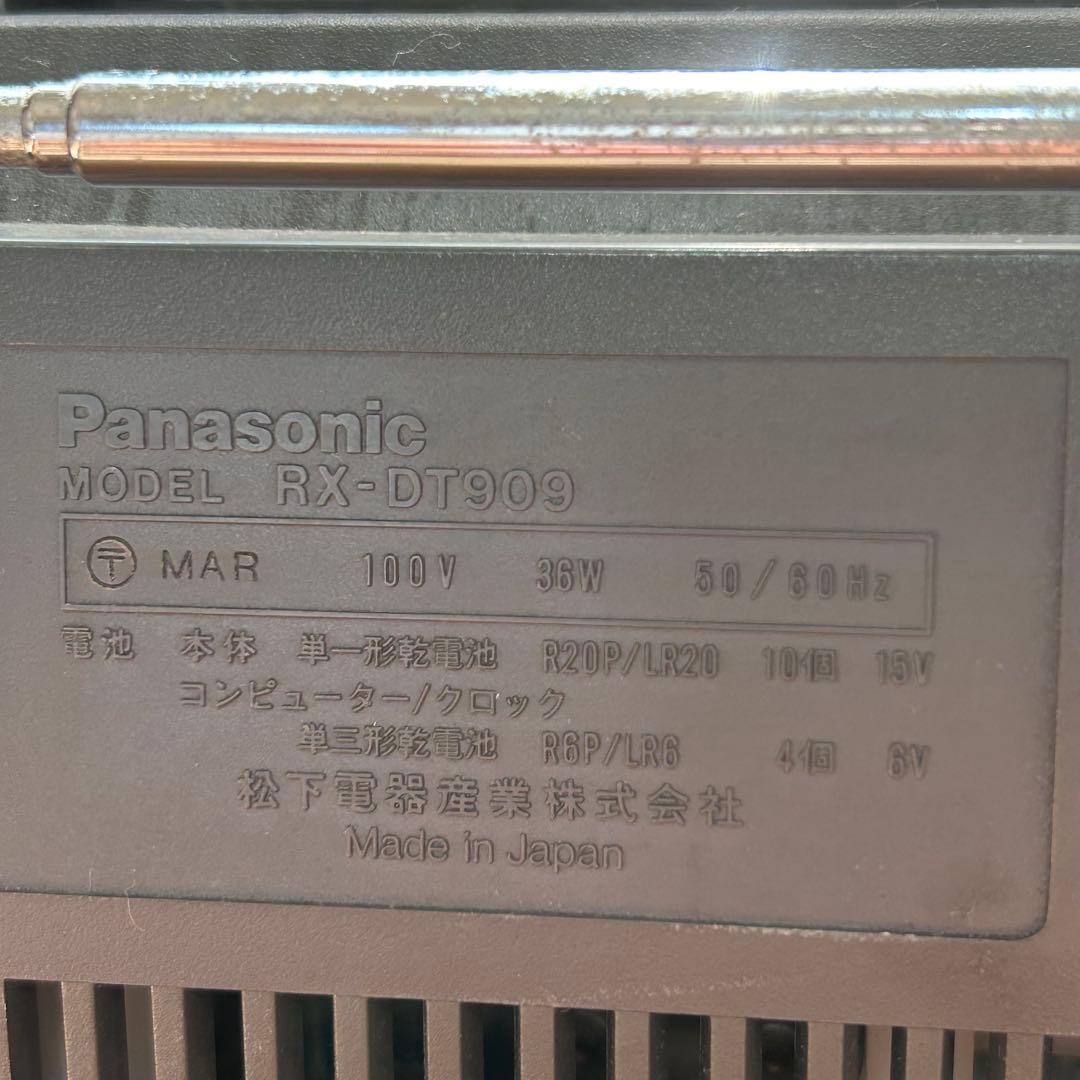 Panasonic
MODEL RX-DT909
〒 MAR 100V 36W 50/60Hz
電池 本体 単一形乾電池 R20P/LR20 10個 15V
コンピューター/クロック
単三形乾電池 R6P/LR6 4個 6V
松下電器産業株式会社
Made in Japan